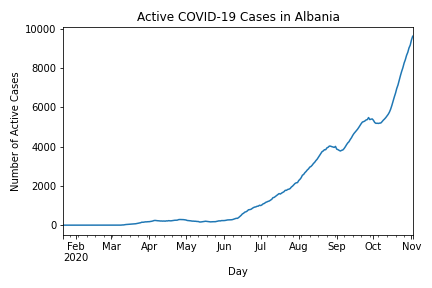 Active COVID-19 Cases in Albania
Number of Active Cases
10000
8000
6000
4000
2000
0
Feb Mar Apr May Jun Jul Aug Sep Oct Nov
2020
Day